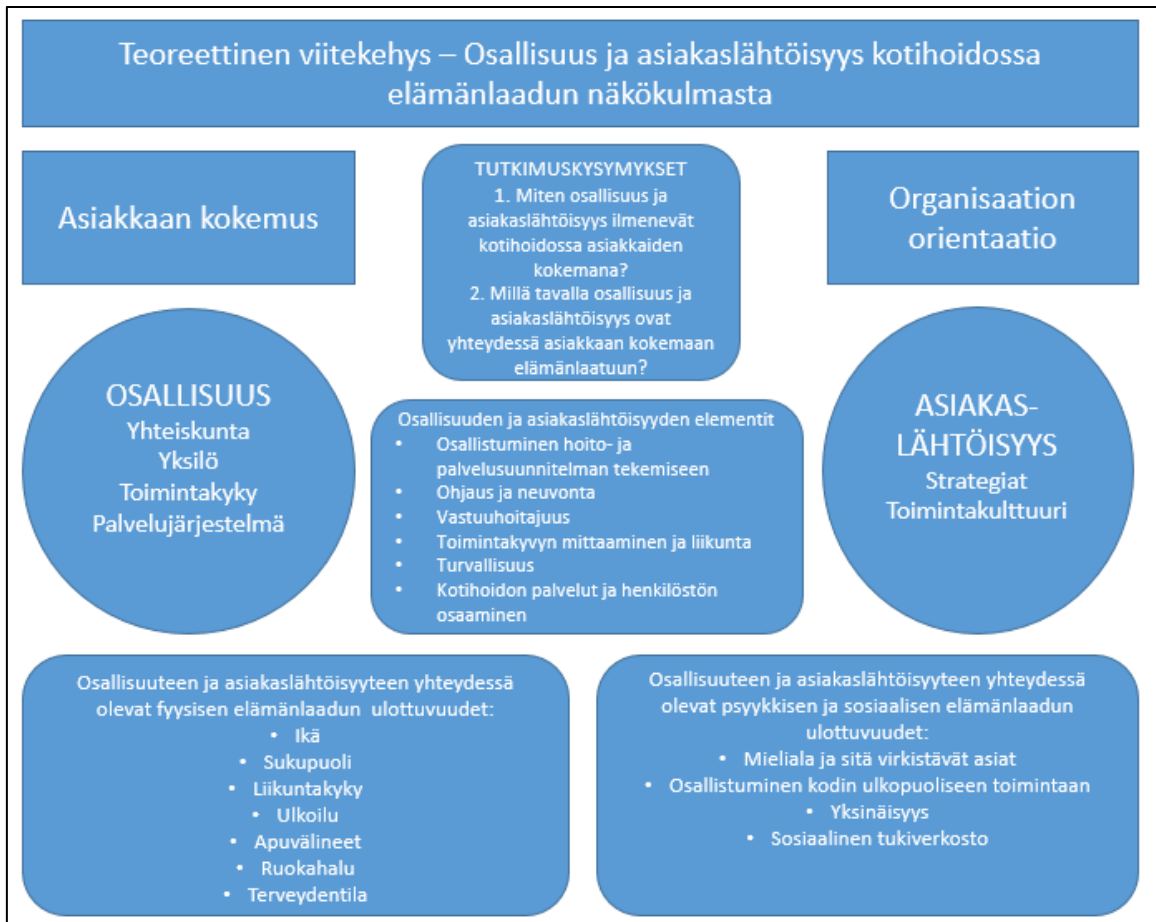 Teoreettinen viitekehys – Osallisuus ja asiakaslähtöisyys kotihoidossa
elämänlaadun näkökulmasta
Asiakkaan kokemus
TUTKIMUSKYSYMYKSET
1. Miten osallisuus ja
asiakaslähtöisyys ilmenevät
kotihoidossa asiakkaiden
kokemana?
2. Millä tavalla osallisuus ja
asiakaslähtöisyys ovat
yhteydessä asiakkaan kokemaan
elämänlaatuun?
Organisaation
orientaatio
OSALLISUUS
Yhteiskunta
Yksilö
Toimintakyky
Palvelujärjestelmä
Osallisuuden ja asiakaslähtöisyyden elementit
• Osallistuminen hoito- ja
palvelusuunnitelman tekemiseen
• Ohjaus ja neuvonta
• Vastuuhoitajuus
• Toimintakyvyn mittaaminen ja liikunta
• Turvallisuus
• Kotihoidon palvelut ja henkilöstön
osaaminen
ASIAKAS-
LÄHTÖISYYS
Strategiat
Toimintakulttuuri
Osallisuuteen ja asiakaslähtöisyyteen yhteydessä
olevat fyysisen elämänlaadun ulottuvuudet:
• Ikä
• Sukupuoli
• Liikuntakyky
• Ulkoilu
• Apuvälineet
• Ruokahalu
• Terveydentila
Osallisuuteen ja asiakaslähtöisyyteen yhteydessä
olevat psyykkisen ja sosiaalisen elämänlaadun
ulottuvuudet:
• Mieliala ja sitä virkistävät asiat
• Osallistuminen kodin ulkopuoliseen toimintaan
• Yksinäisyys
• Sosiaalinen tukiverkosto